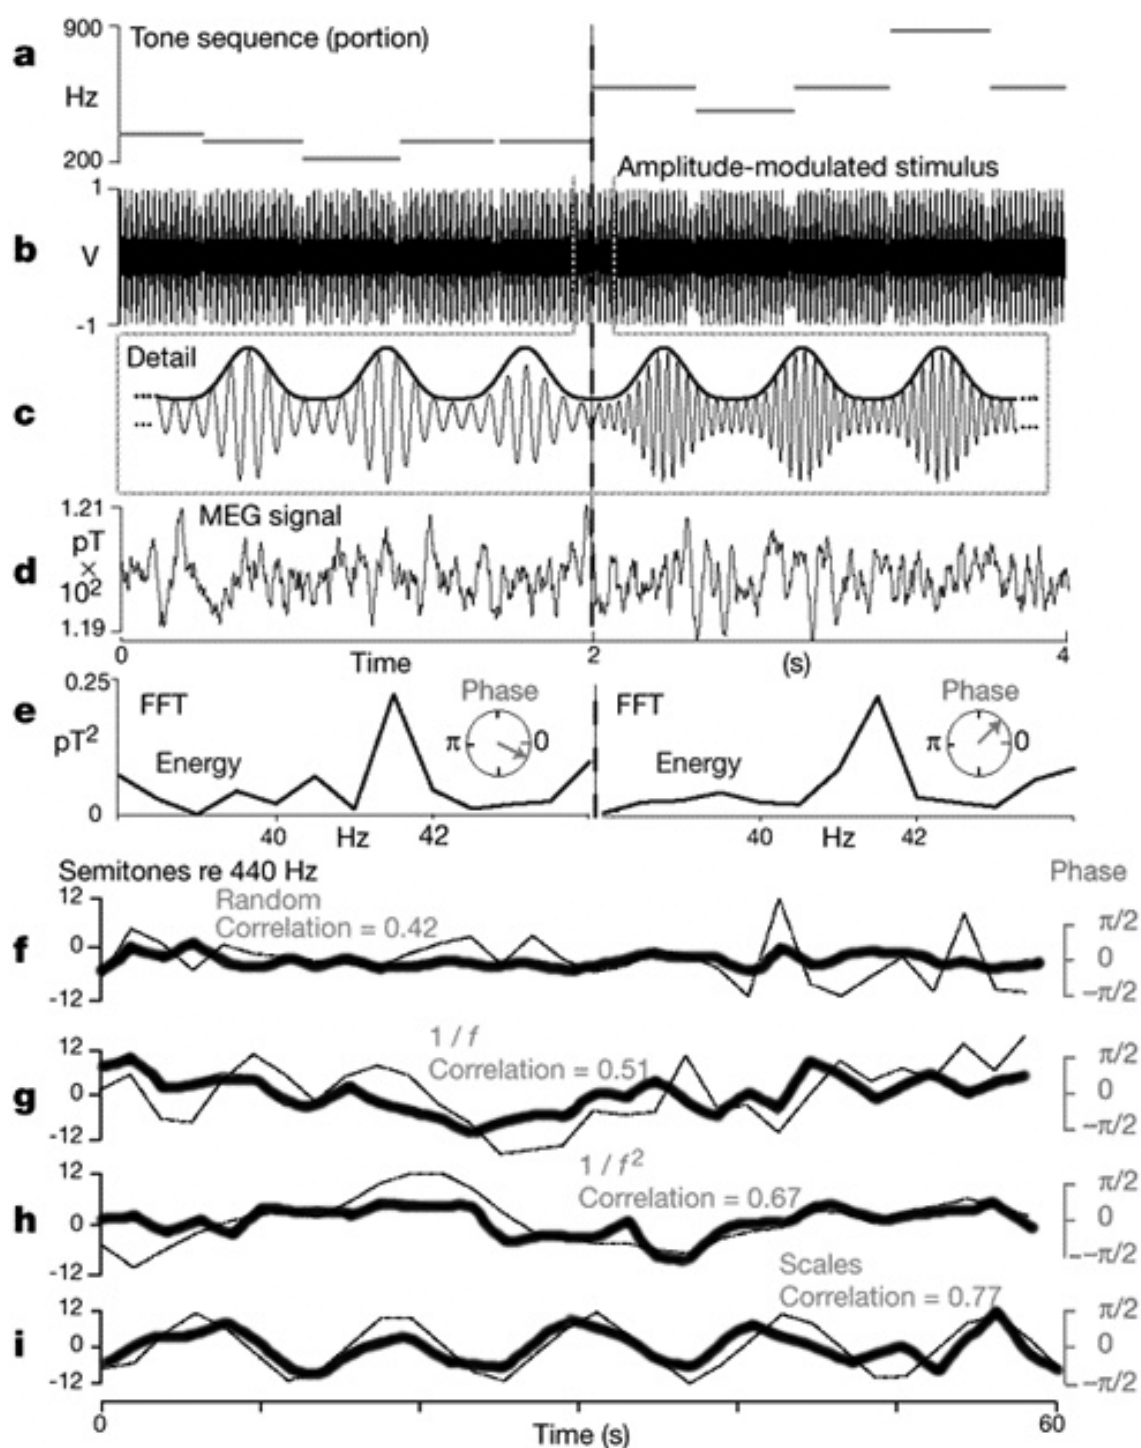 a
900
Hz
200
Tone sequence (portion)
Amplitude-modulated stimulus
b
1
V
-1
c
Detail
...
...
...
...
d
1.21
pT
×
10²
1.19
MEG signal
0
Time
2
(s)
4
e
0.25
pT²
0
FFT
Energy
Phase
π
0
40
Hz
42
FFT
Energy
Phase
π
0
40
Hz
42
Semitones re 440 Hz
Phase
f
12
0
-12
Random
Correlation = 0.42
π/2
0
–π/2
g
12
0
-12
1 / f
Correlation = 0.51
π/2
0
–π/2
h
12
0
-12
1 / f²
Correlation = 0.67
π/2
0
–π/2
i
12
0
-12
Scales
Correlation = 0.77
π/2
0
–π/2
0
Time (s)
60